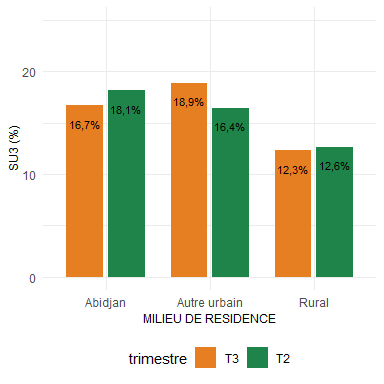 SU3 (%)
20
10
0
16,7%
18,1%
18,9%
16,4%
12,3%
12,6%
Abidjan
Autre urbain
Rural
MILIEU DE RESIDENCE
trimestre T3 T2